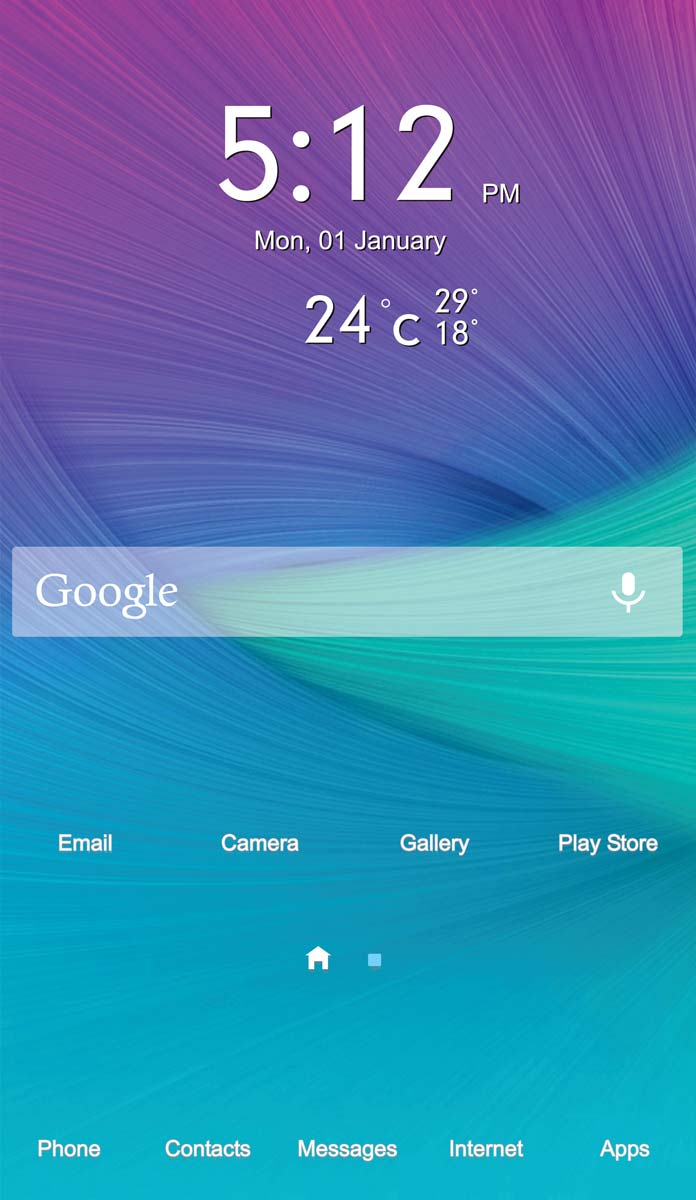 5:12 PM
Mon, 01 January
24°c 29°
18°
Google
Email Camera Gallery Play Store
Phone Contacts Messages Internet Apps